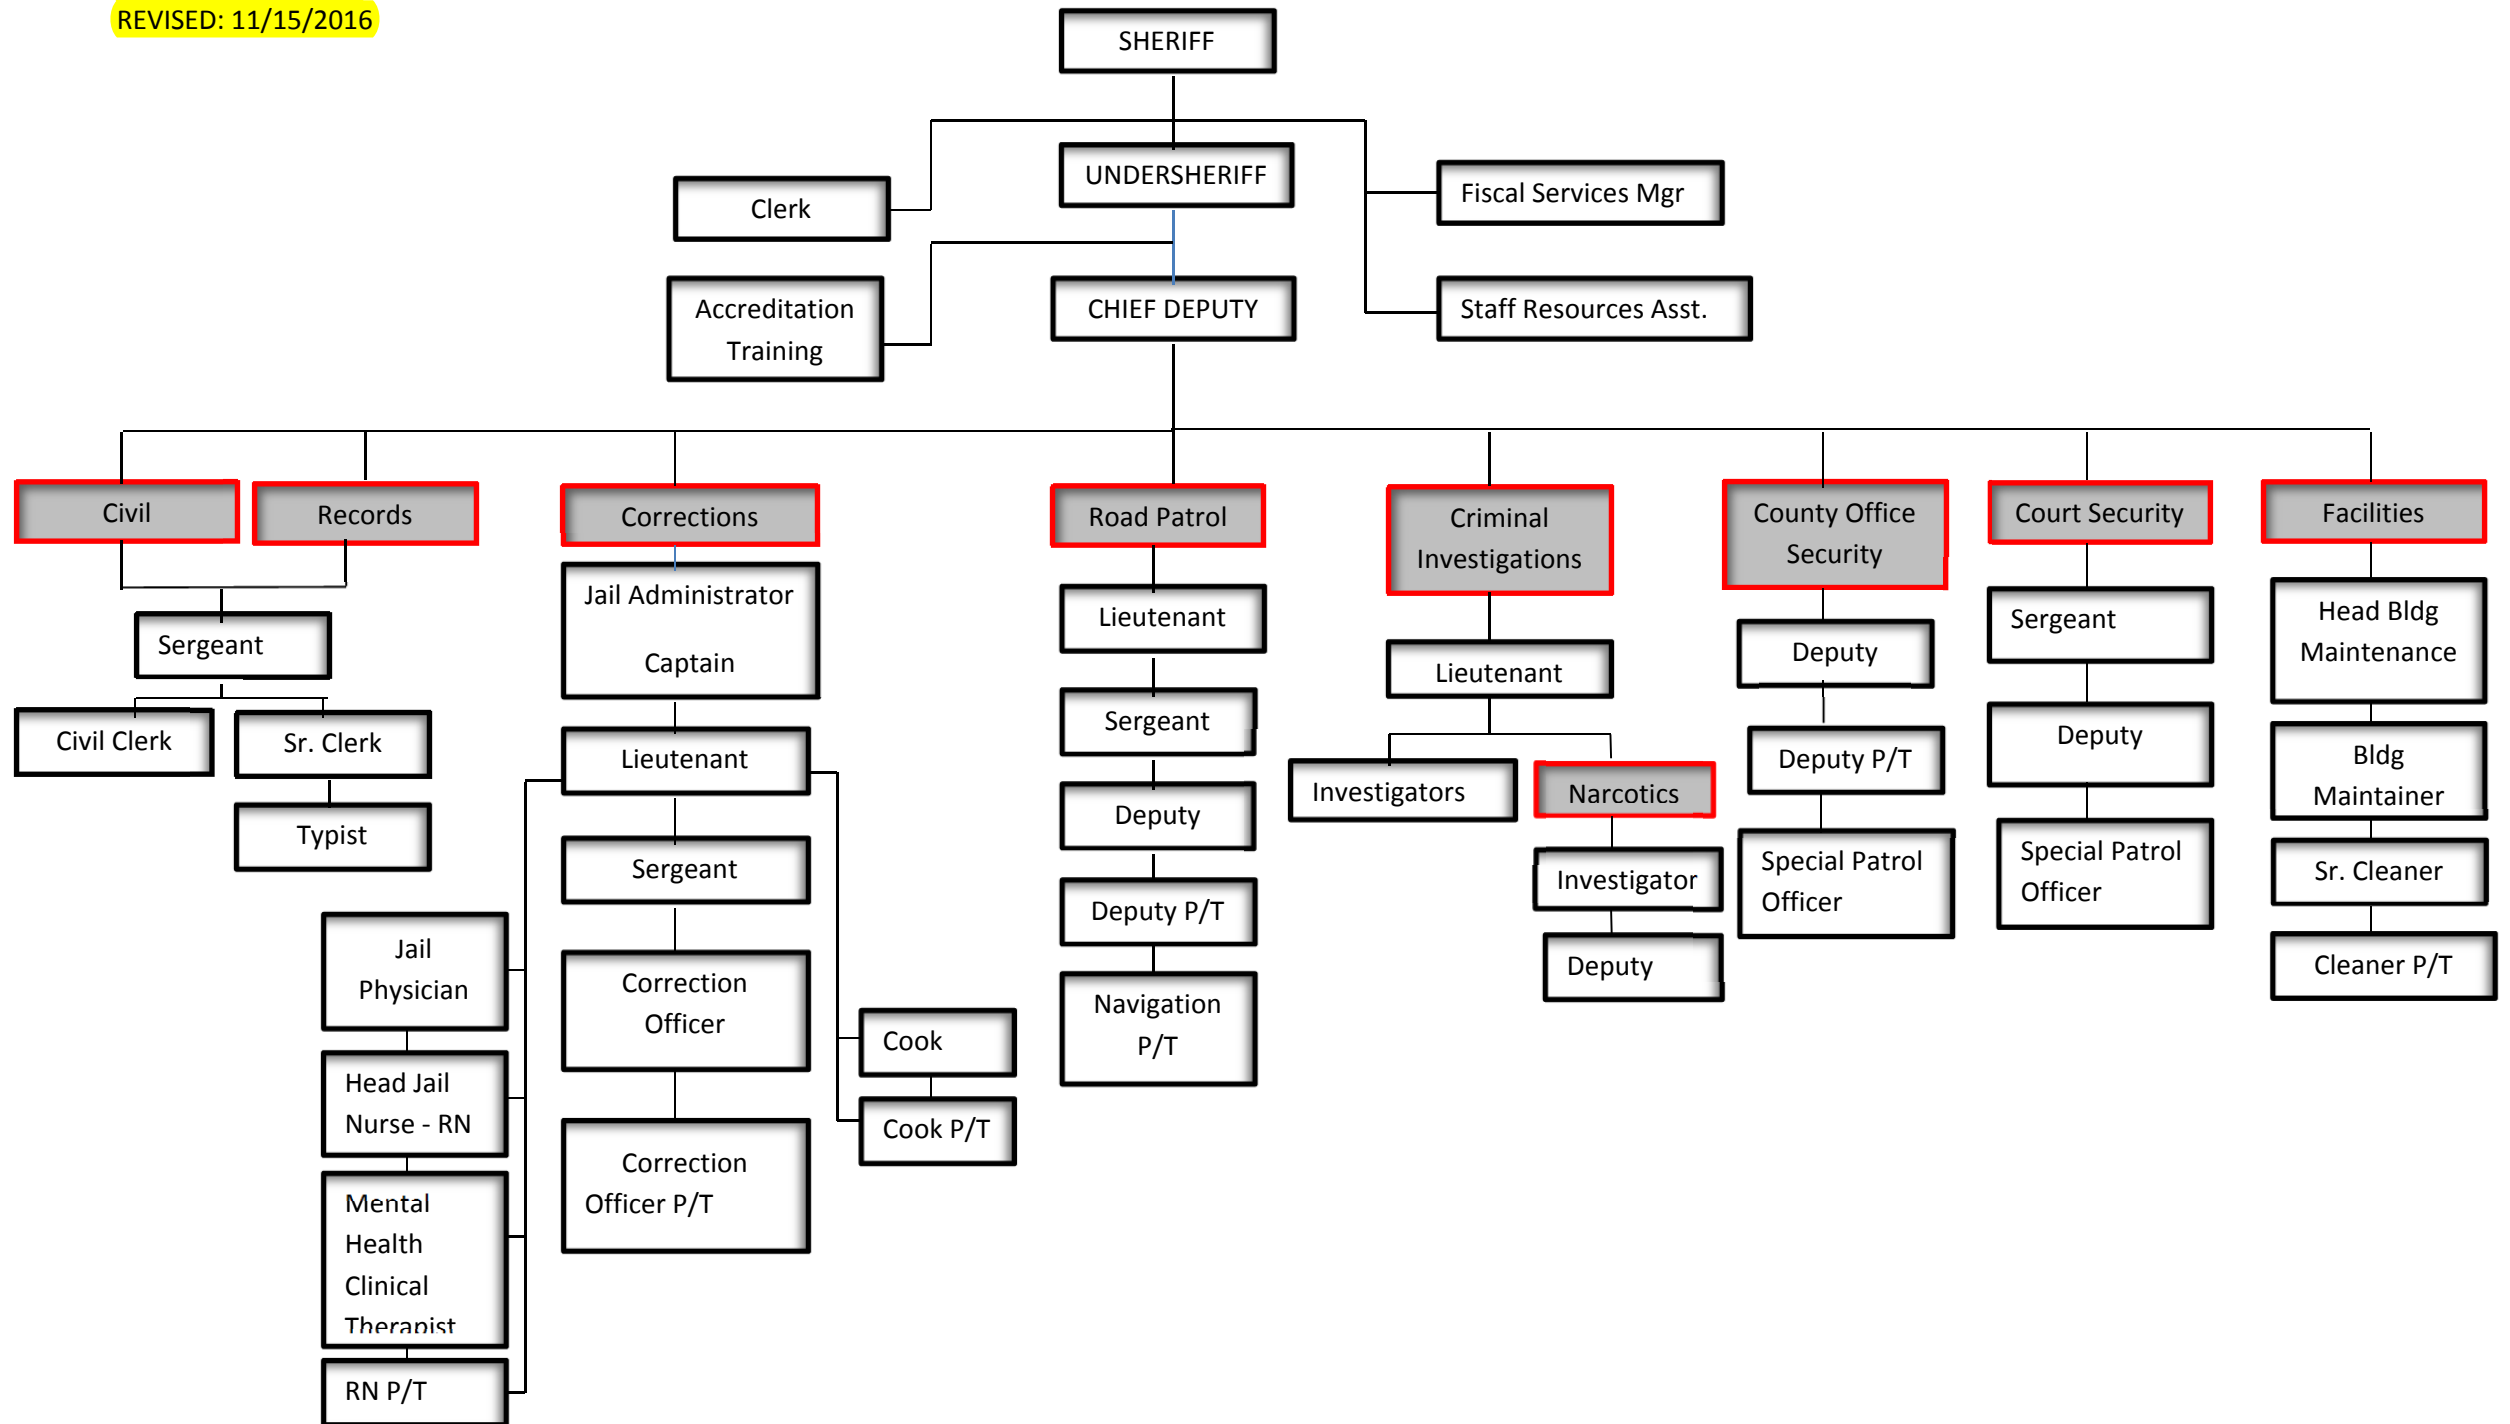 REVISED: 11/15/2016
SHERIFF
UNDERSHERIFF
Clerk
Fiscal Services Mgr
Accreditation
Training
CHIEF DEPUTY
Staff Resources Asst.
Civil
Records
Corrections
Road Patrol
Criminal
Investigations
County Office
Security
Court Security
Facilities
Sergeant
Civil Clerk
Sr. Clerk
Typist
Jail Administrator
Captain
Lieutenant
Sergeant
Correction
Officer
Correction
Officer P/T
Jail
Physician
Head Jail
Nurse - RN
Mental
Health
Clinical
Therapist
RN P/T
Cook
Cook P/T
Lieutenant
Sergeant
Deputy
Deputy P/T
Navigation
P/T
Lieutenant
Investigators
Narcotics
Investigator
Deputy
Deputy
Deputy P/T
Special Patrol
Officer
Sergeant
Deputy
Special Patrol
Officer
Head Bldg
Maintenance
Bldg
Maintainer
Sr. Cleaner
Cleaner P/T